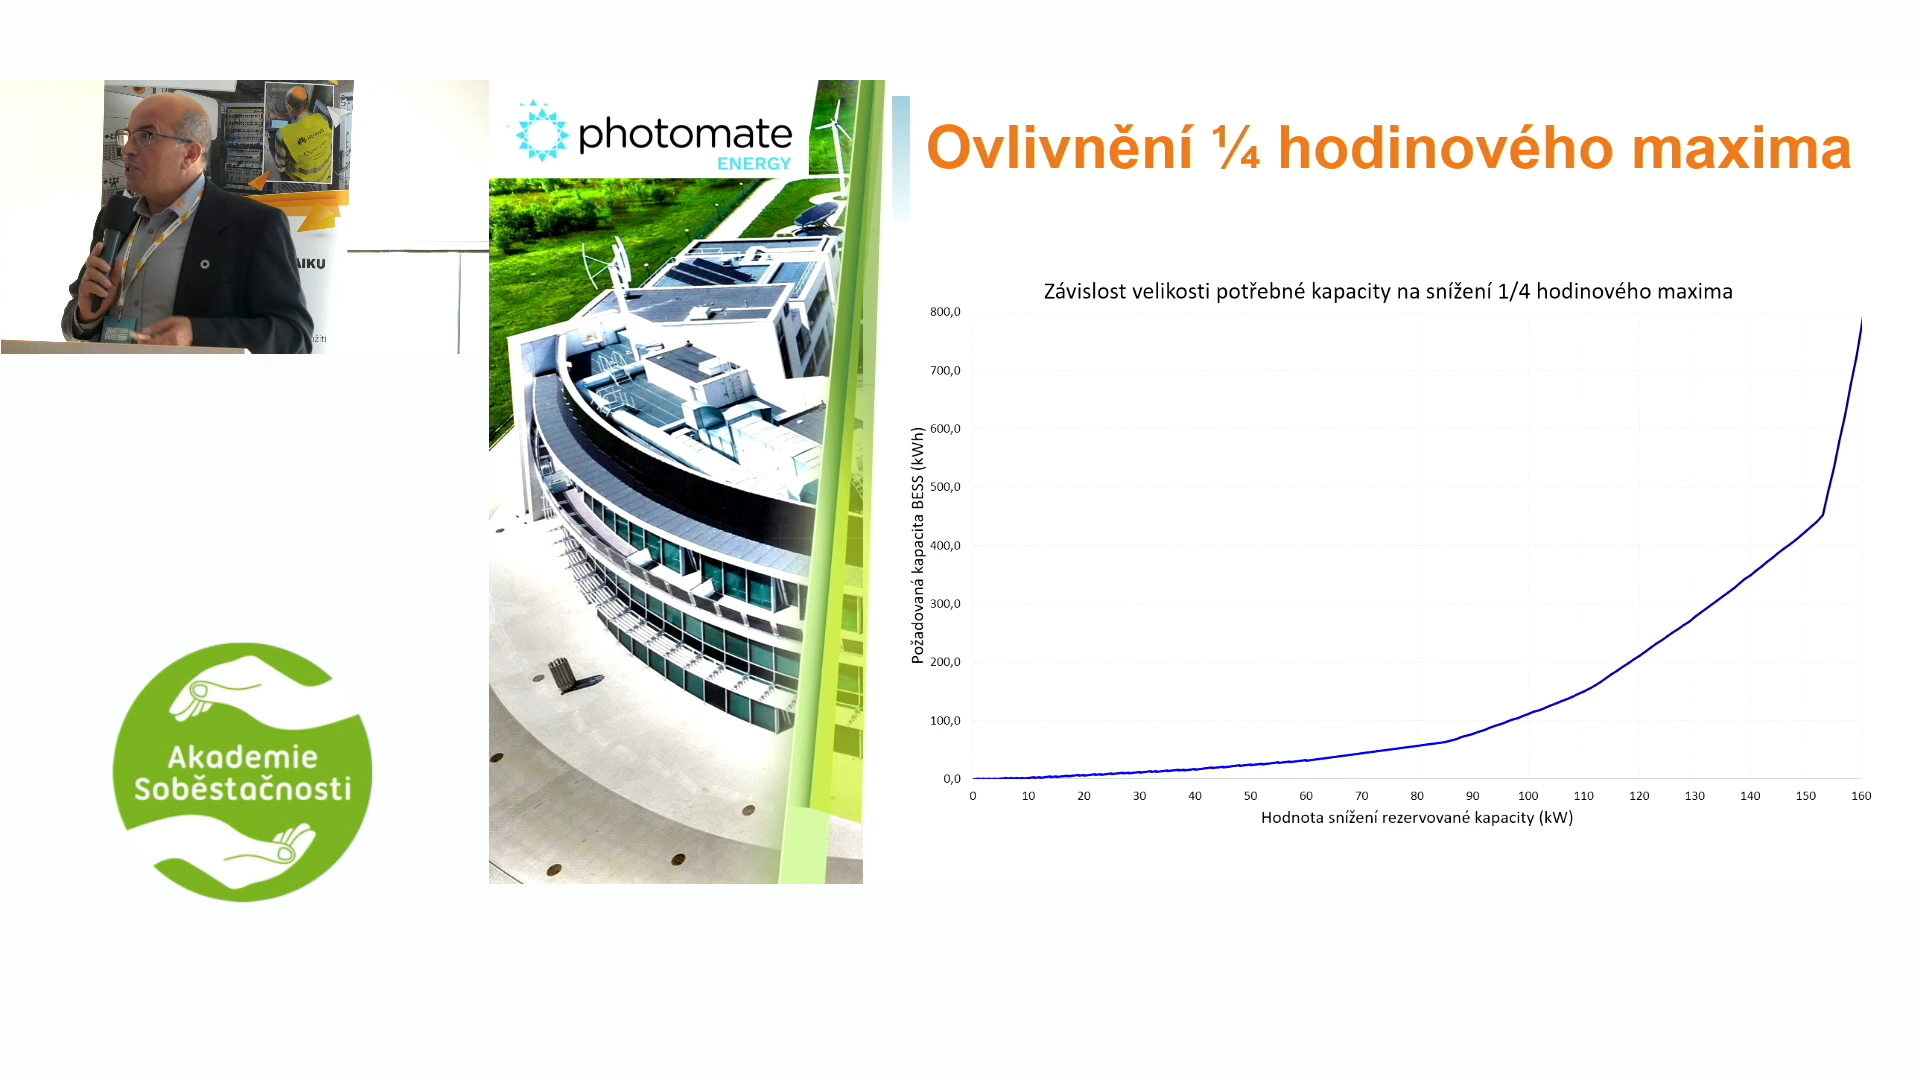 AIKU
photomate
ENERGY
Akademie
Soběstačnosti
Ovlivnění ¼ hodinového maxima
Závislost velikosti potřebné kapacity na snížení 1/4 hodinového maxima
Požadovaná kapacita BESS (kWh)
800,0
700,0
600,0
500,0
400,0
300,0
200,0
100,0
0,0
0 10 20 30 40 50 60 70 80 90 100 110 120 130 140 150 160
Hodnota snížení rezervované kapacity (kW)